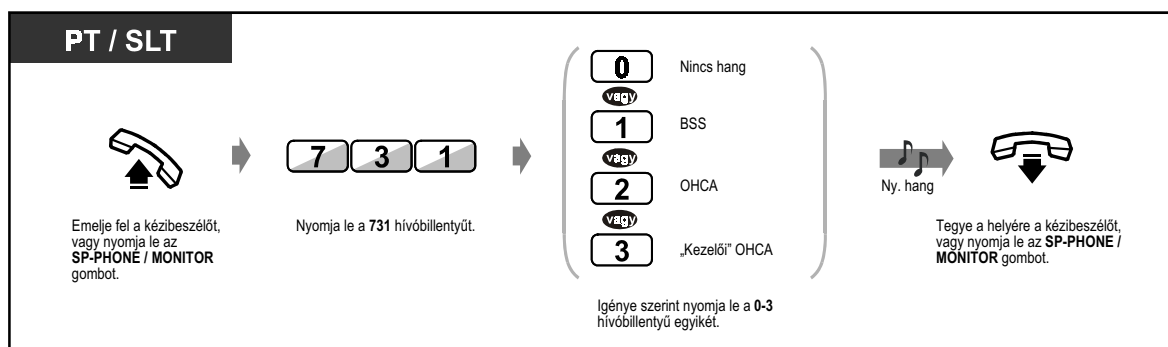 PT / SLT
0 Nincs hang
vagy
1 BSS
vagy
2 OHCA
vagy
3 „Kezelői” OHCA
7 3 1
Ny. hang
Emelje fel a kézibeszélőt,
vagy nyomja le az
SP-PHONE / MONITOR
gombot.
Nyomja le a 731 hívóbillentyűt.
Igénye szerint nyomja le a 0-3
hívóbillentyű egyikét.
Tegye a helyére a kézibeszélőt,
vagy nyomja le az SP-PHONE /
MONITOR gombot.